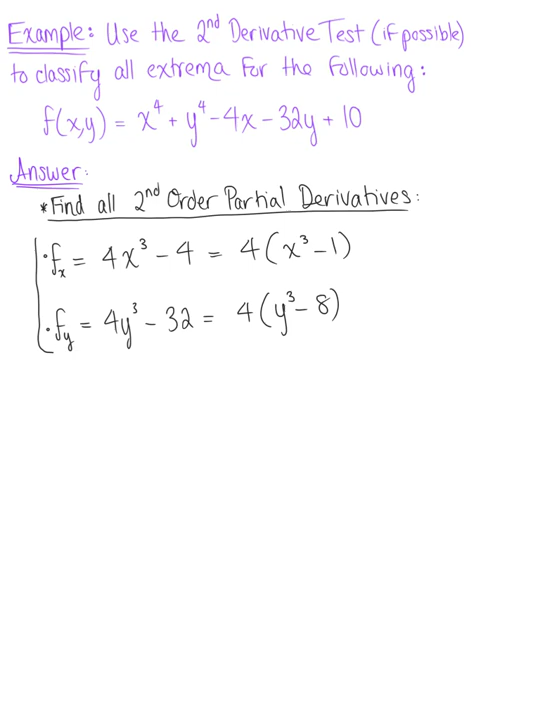 Example: Use the 2nd Derivative Test (if possible)
to classify all extrema for the following:
f(x,y) = x⁴ + y⁴ - 4x - 32y + 10
Answer:
*Find all 2nd Order Partial Derivatives:
· fₓ = 4x³ - 4 = 4(x³ - 1)
· f_y = 4y³ - 32 = 4(y³ - 8)